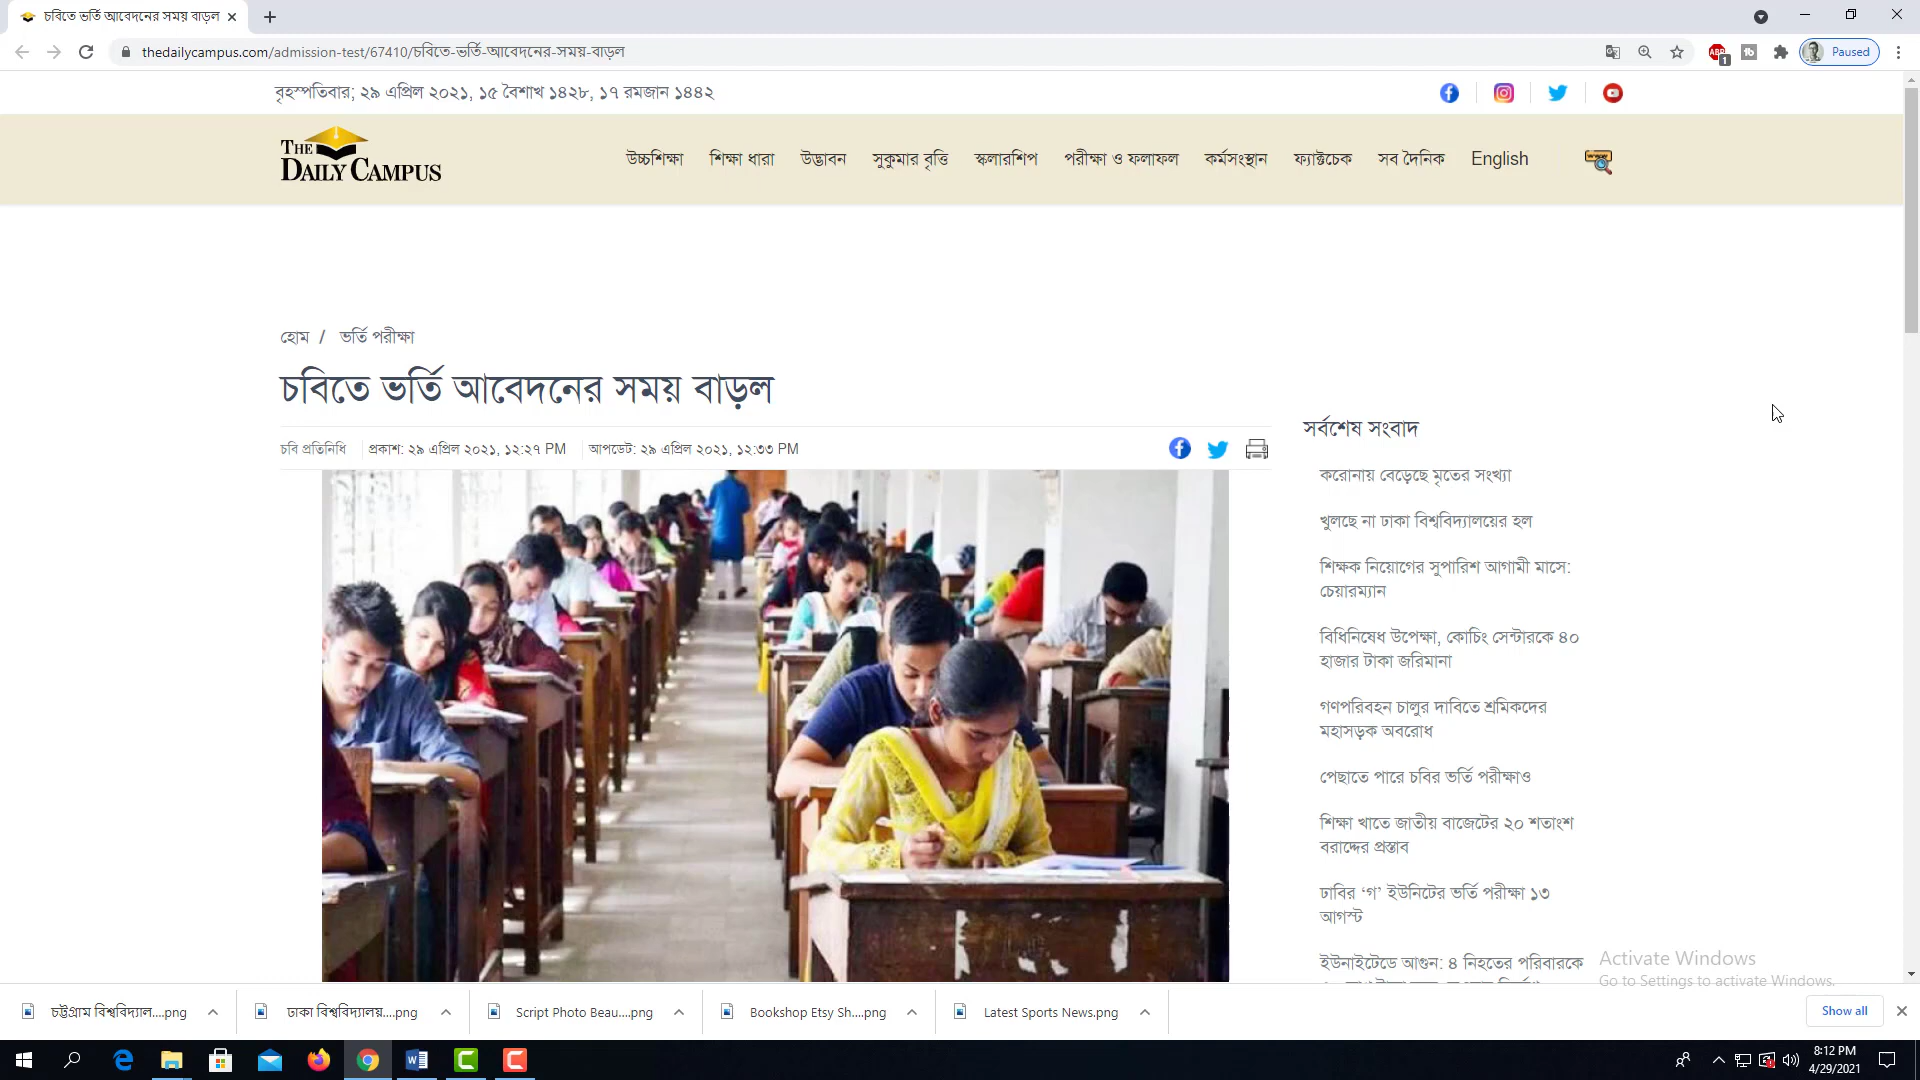 চবিতে ভর্তি আবেদনের সময় বাড়ল
thedailycampus.com/admission-test/67410/চবিতে-ভর্তি-আবেদনের-সময়-বাড়ল
Paused
বৃহস্পতিবার; ২৯ এপ্রিল ২০২১, ১৫ বৈশাখ ১৪২৮, ১৭ রমজান ১৪৪২
THE DAILY CAMPUS
উচ্চশিক্ষা শিক্ষা ধারা উদ্ভাবন সুকুমার বৃত্তি স্কলারশিপ পরীক্ষা ও ফলাফল কর্মসংস্থান ফ্যাক্টচেক সব দৈনিক English
হোম / ভর্তি পরীক্ষা
চবিতে ভর্তি আবেদনের সময় বাড়ল
চবি প্রতিনিধি প্রকাশ: ২৯ এপ্রিল ২০২১, ১২:২৭ PM আপডেট: ২৯ এপ্রিল ২০২১, ১২:৩৩ PM
সর্বশেষ সংবাদ
করোনায় বেড়েছে মৃতের সংখ্যা
খুলছে না ঢাকা বিশ্ববিদ্যালয়ের হল
শিক্ষক নিয়োগের সুপারিশ আগামী মাসে:
চেয়ারম্যান
বিধিনিষেধ উপেক্ষা, কোচিং সেন্টারকে ৪০
হাজার টাকা জরিমানা
গণপরিবহন চালুর দাবিতে শ্রমিকদের
মহাসড়ক অবরোধ
পেছাতে পারে চবির ভর্তি পরীক্ষাও
শিক্ষা খাতে জাতীয় বাজেটের ২০ শতাংশ
বরাদ্দের প্রস্তাব
ঢাবির ‘গ’ ইউনিটের ভর্তি পরীক্ষা ১৩
আগস্ট
ইউনাইটেডে আগুন: ৪ নিহতের পরিবারকে
Activate Windows
Go to Settings to activate Windows.
চট্টগ্রাম বিশ্ববিদ্যাল....png ঢাকা বিশ্ববিদ্যালয়....png Script Photo Beau....png Bookshop Etsy Sh....png Latest Sports News.png Show all
8:12 PM
4/29/2021